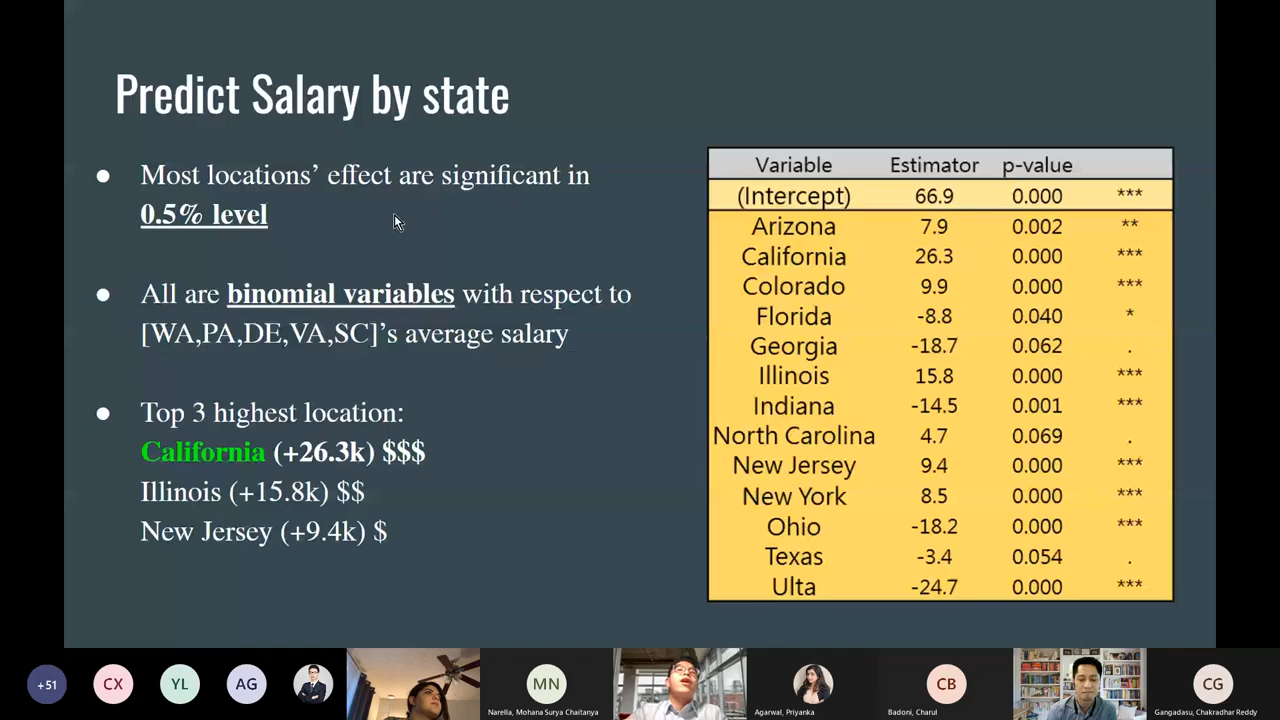 Predict Salary by state
● Most locations’ effect are significant in
0.5% level
● All are binomial variables with respect to
[WA,PA,DE,VA,SC]’s average salary
● Top 3 highest location:
California (+26.3k) $$$
Illinois (+15.8k) $$
New Jersey (+9.4k) $
Variable Estimator p-value
(Intercept) 66.9 0.000 ***
Arizona 7.9 0.002 **
California 26.3 0.000 ***
Colorado 9.9 0.000 ***
Florida -8.8 0.040 *
Georgia -18.7 0.062 .
Illinois 15.8 0.000 ***
Indiana -14.5 0.001 ***
North Carolina 4.7 0.069 .
New Jersey 9.4 0.000 ***
New York 8.5 0.000 ***
Ohio -18.2 0.000 ***
Texas -3.4 0.054 .
Ulta -24.7 0.000 ***
+51 CX YL AG MN CB CG
Narella, Mohana Surya Chaitanya Agarwal, Priyanka Badoni, Charul Gangadasu, Chakradhar Reddy